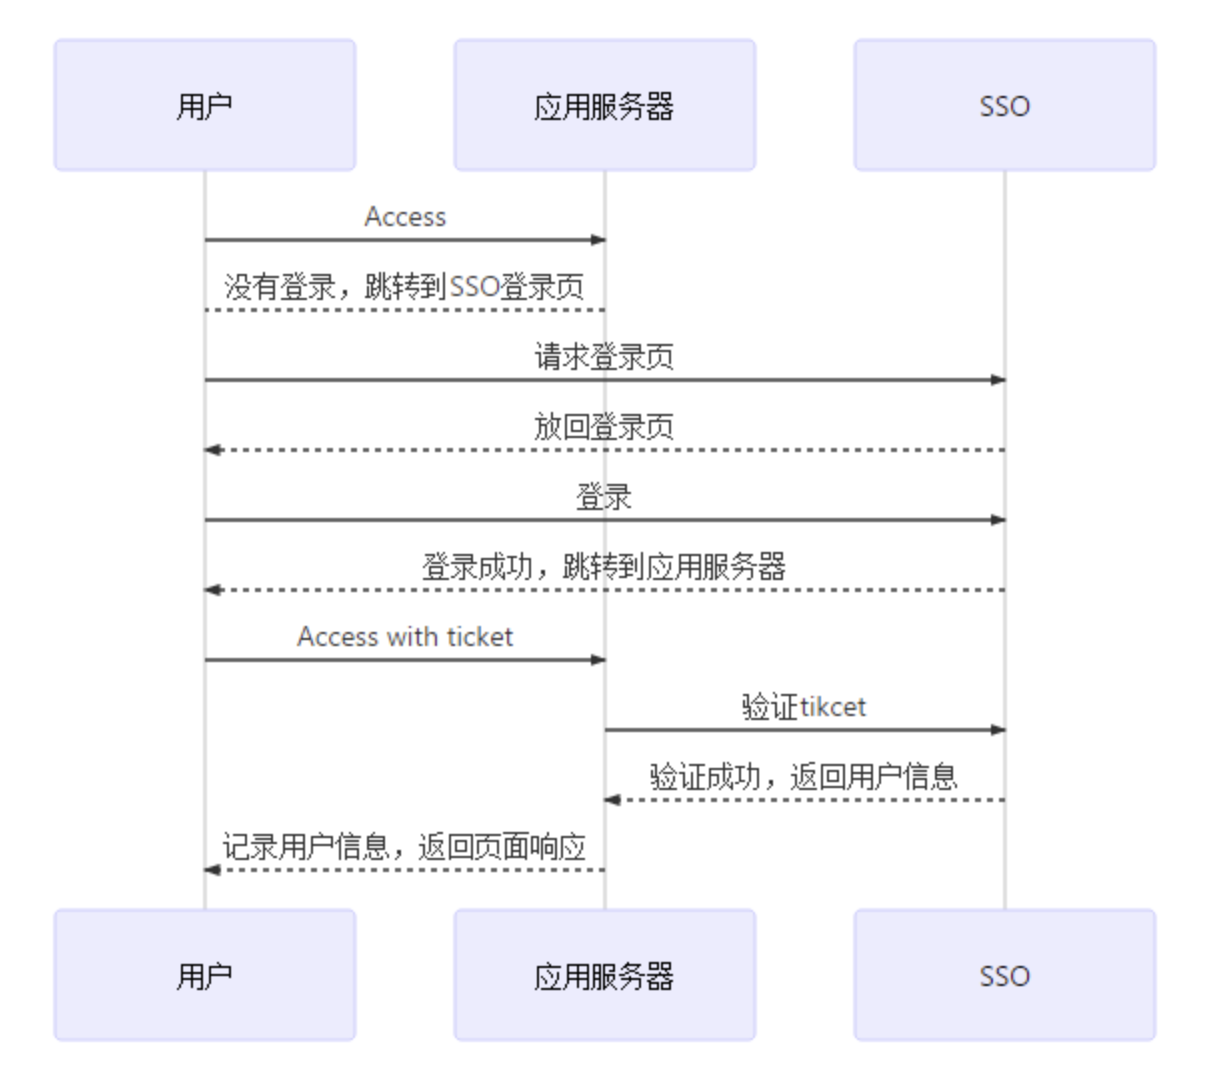 用户
应用服务器
SSO
Access
没有登录，跳转到SSO登录页
请求登录页
放回登录页
登录
登录成功，跳转到应用服务器
Access with ticket
验证tikcet
验证成功，返回用户信息
记录用户信息，返回页面响应
用户
应用服务器
SSO